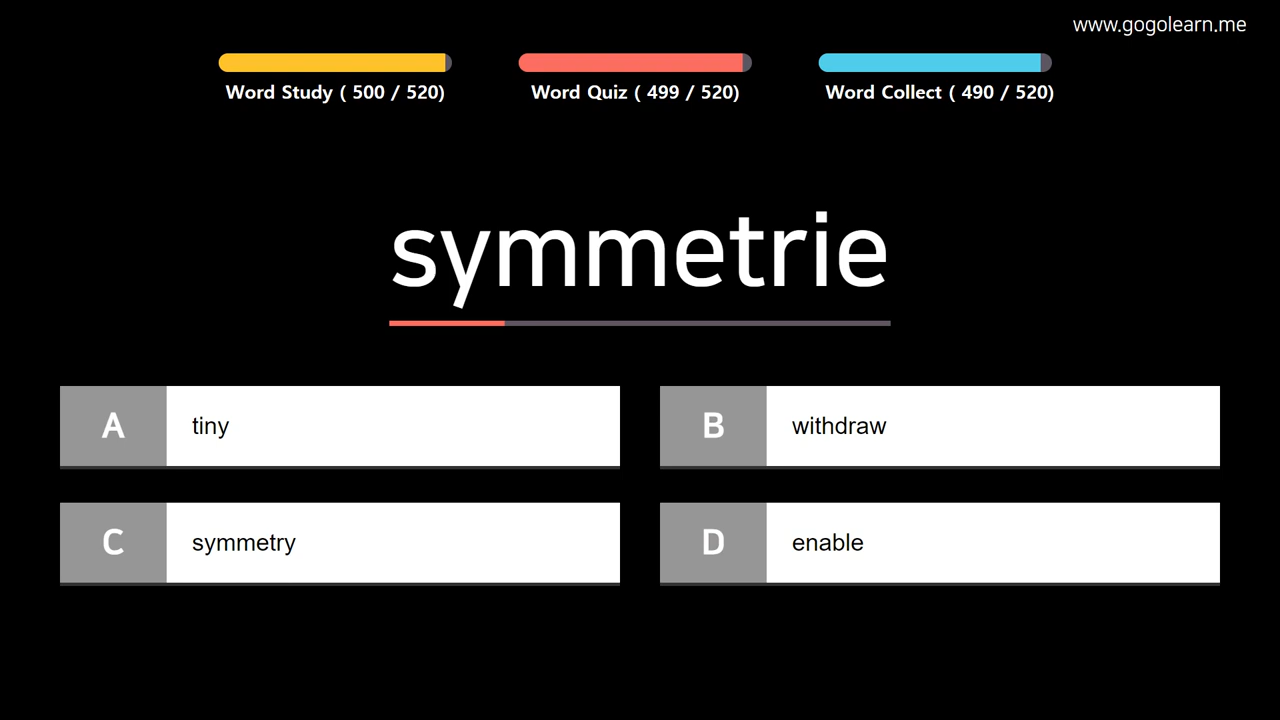 www.gogolearn.me
Word Study ( 500 / 520)
Word Quiz ( 499 / 520)
Word Collect ( 490 / 520)
symmetrie
A tiny
B withdraw
C symmetry
D enable